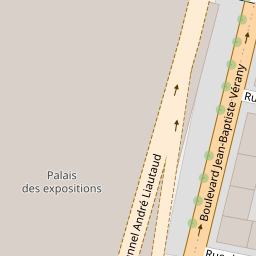 Palais
des expositions
nnel André Liautaud
Boulevard Jean-Baptiste Vérany
Ru
Rue